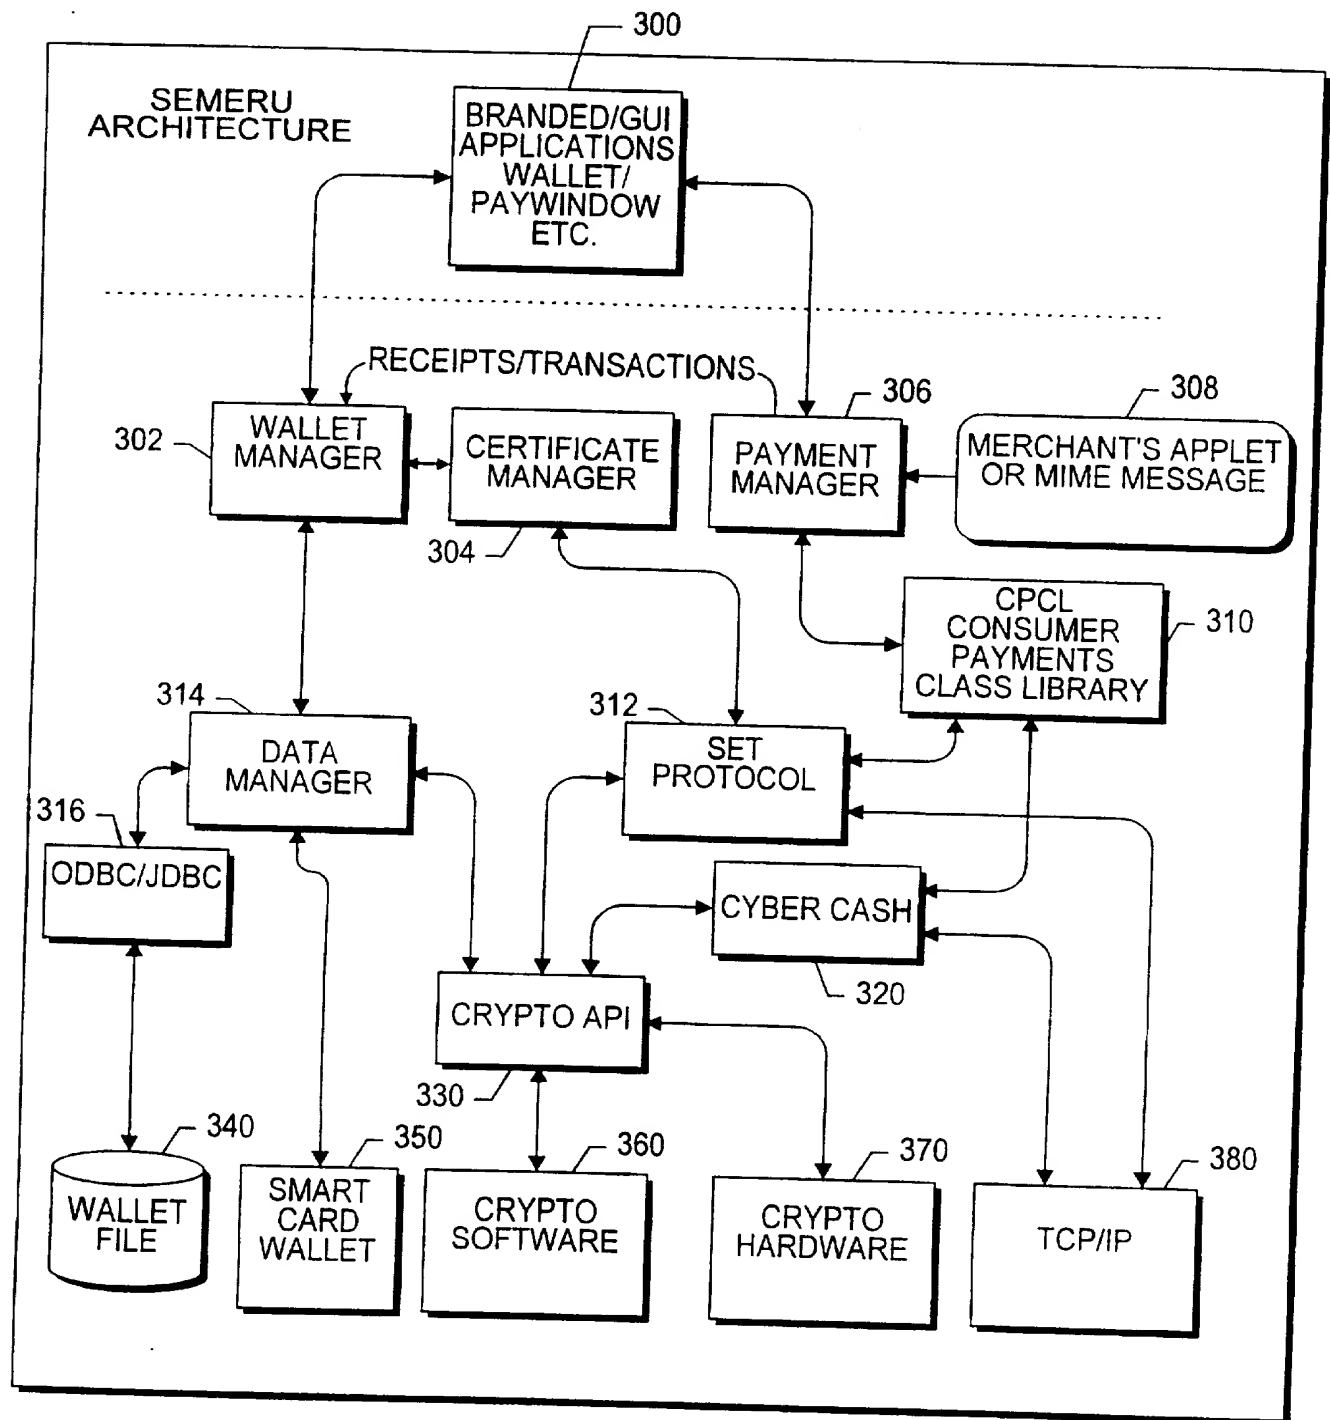 300
SEMERU
ARCHITECTURE
BRANDED/GUI
APPLICATIONS
WALLET/
PAYWINDOW
ETC.
RECEIPTS/TRANSACTIONS
302
WALLET
MANAGER
CERTIFICATE
MANAGER
304
306
PAYMENT
MANAGER
308
MERCHANT'S APPLET
OR MIME MESSAGE
CPCL
CONSUMER
PAYMENTS
CLASS LIBRARY
310
314
DATA
MANAGER
312
SET
PROTOCOL
316
ODBC/JDBC
CYBER CASH
320
CRYPTO API
330
340
WALLET
FILE
350
SMART
CARD
WALLET
360
CRYPTO
SOFTWARE
370
CRYPTO
HARDWARE
380
TCP/IP